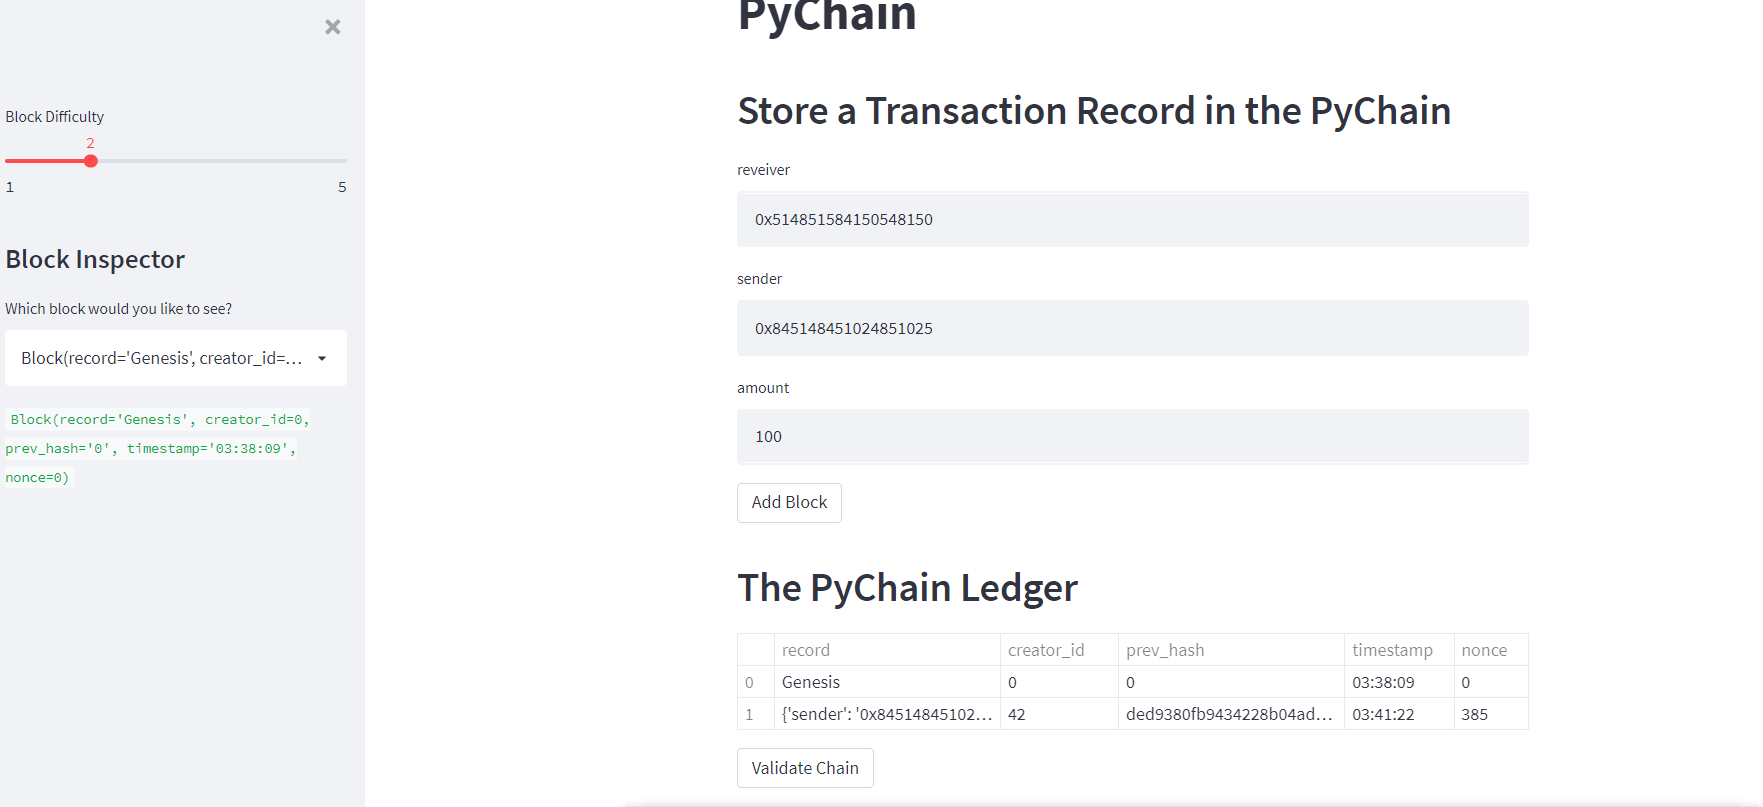 ×
Block Difficulty
2
1 5
Block Inspector
Which block would you like to see?
Block(record='Genesis', creator_id=...
Block(record='Genesis', creator_id=0,
prev_hash='0', timestamp='03:38:09',
nonce=0)
PyChain
Store a Transaction Record in the PyChain
reveiver
0x514851584150548150
sender
0x845148451024851025
amount
100
Add Block
The PyChain Ledger
record creator_id prev_hash timestamp nonce
0 Genesis 0 0 03:38:09 0
1 {'sender': '0x84514845102... 42 ded9380fb9434228b04ad... 03:41:22 385
Validate Chain